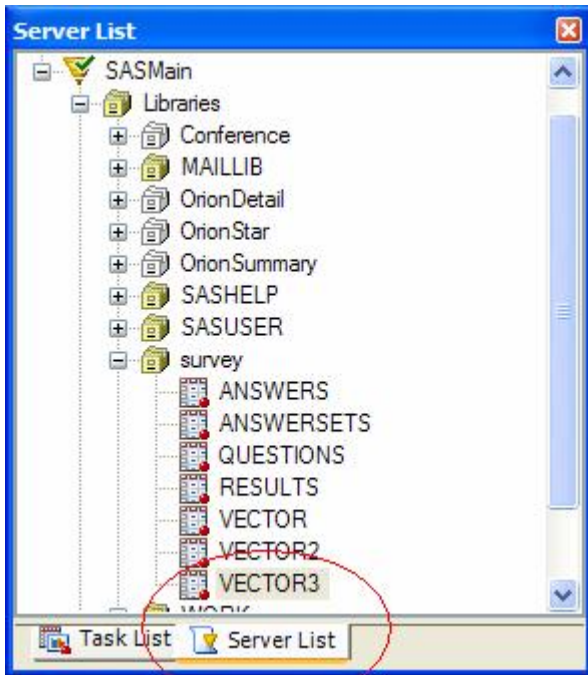 Server List
SASMain
Libraries
Conference
MAILLIB
OrionDetail
OrionStar
OrionSummary
SASHELP
SASUSER
survey
ANSWERS
ANSWERSETS
QUESTIONS
RESULTS
VECTOR
VECTOR2
VECTOR3
WORK
Task List Server List